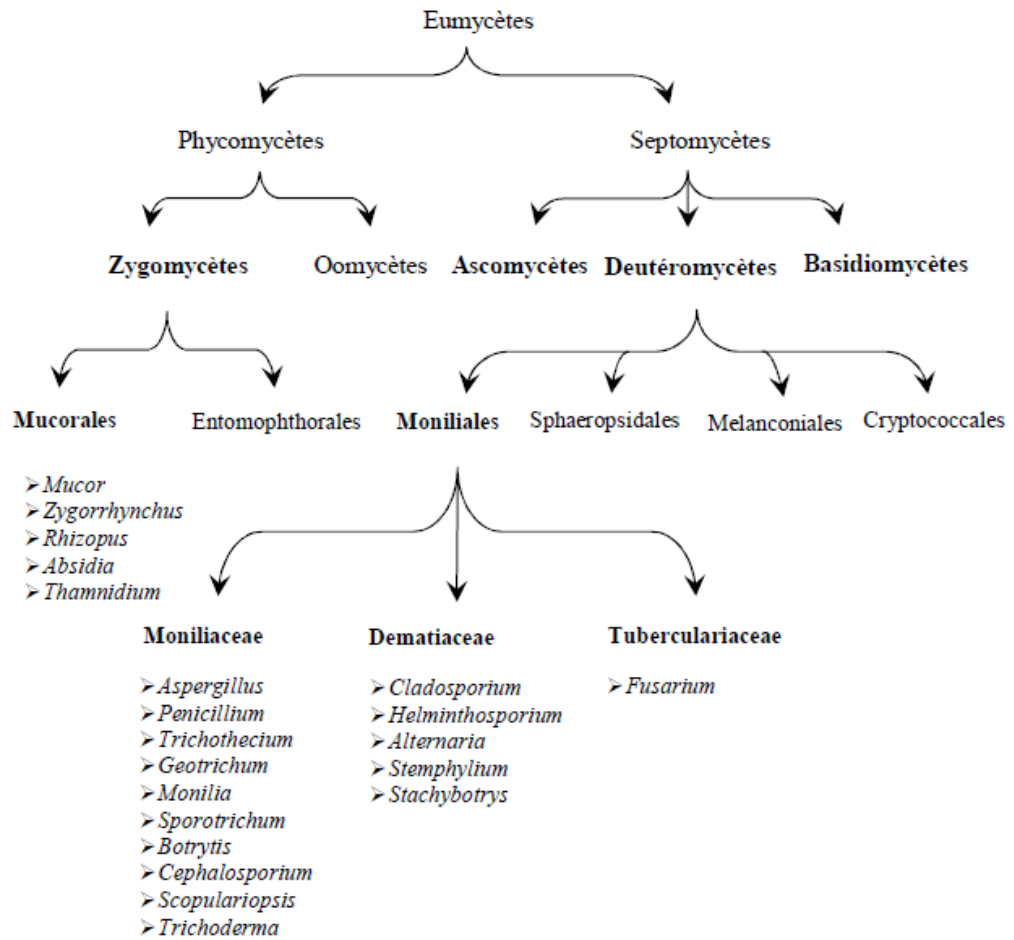 Eumycètes
Phycomycètes
Septomycètes
Zygomycètes
Oomycètes
Ascomycètes
Deutéromycètes
Basidiomycètes
Mucorales
Entomophthorales
Moniliales
Sphaeropsidales
Melanconiales
Cryptococcales
➢ Mucor
➢ Zygorrhynchus
➢ Rhizopus
➢ Absidia
➢ Thamnidium
Moniliaceae
➢ Aspergillus
➢ Penicillium
➢ Trichothecium
➢ Geotrichum
➢ Monilia
➢ Sporotrichum
➢ Botrytis
➢ Cephalosporium
➢ Scopulariopsis
➢ Trichoderma
Dematiaceae
➢ Cladosporium
➢ Helminthosporium
➢ Alternaria
➢ Stemphylium
➢ Stachybotrys
Tuberculariaceae
➢ Fusarium